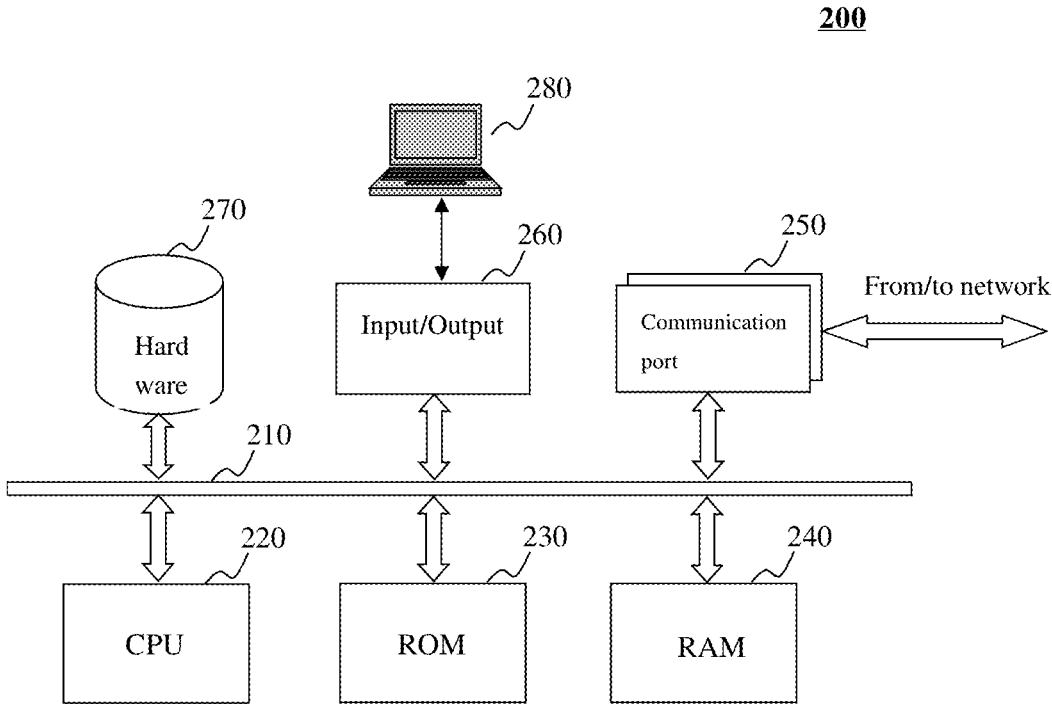 200
280
270
260
250
From/to network
Input/Output
Communication
port
Hard
ware
210
220
230
240
CPU
ROM
RAM